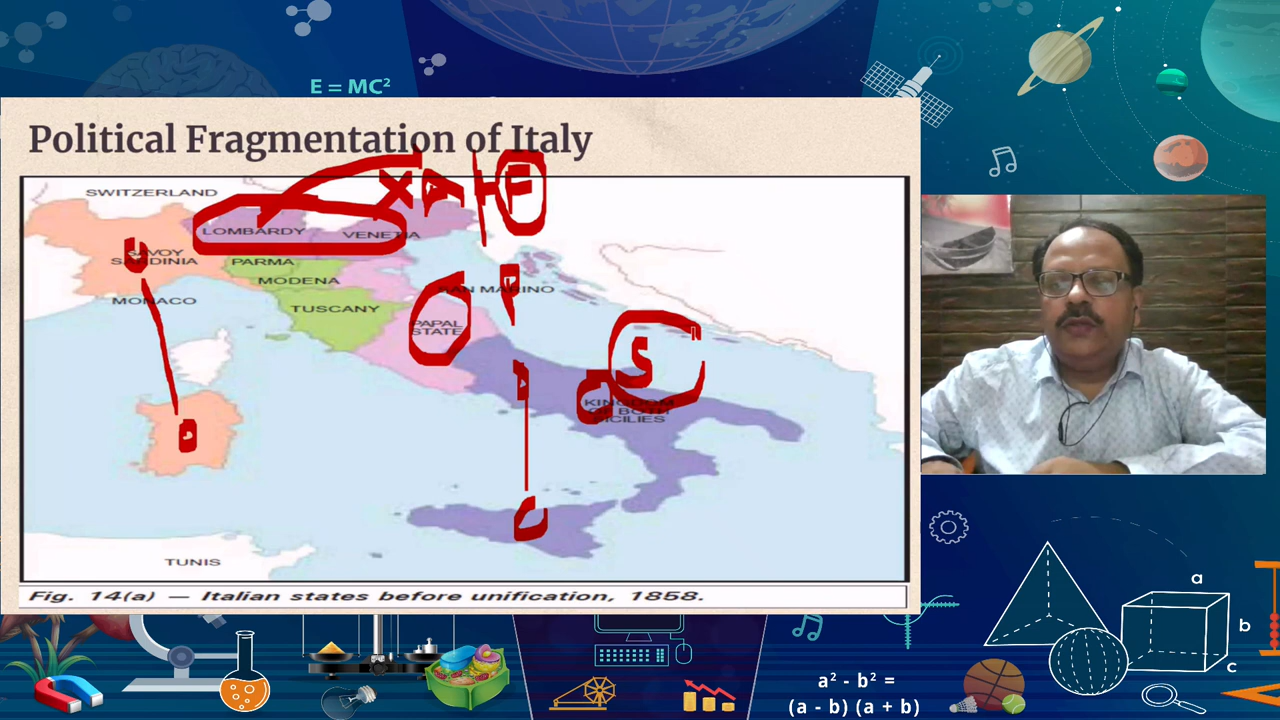 E = MC²
Political Fragmentation of Italy
XA+F
SWITZERLAND
LOMBARDY
VENETIA
SAVOY
SARDINIA
PARMA
MODENA
SAN MARINO
MONACO
TUSCANY
P
PAPAL
STATE
S
KINGDOM
OF BOTH
SICILIES
TUNIS
Fig. 14(a) — Italian states before unification, 1858.
a
b
c
a² - b² =
(a - b) (a + b)